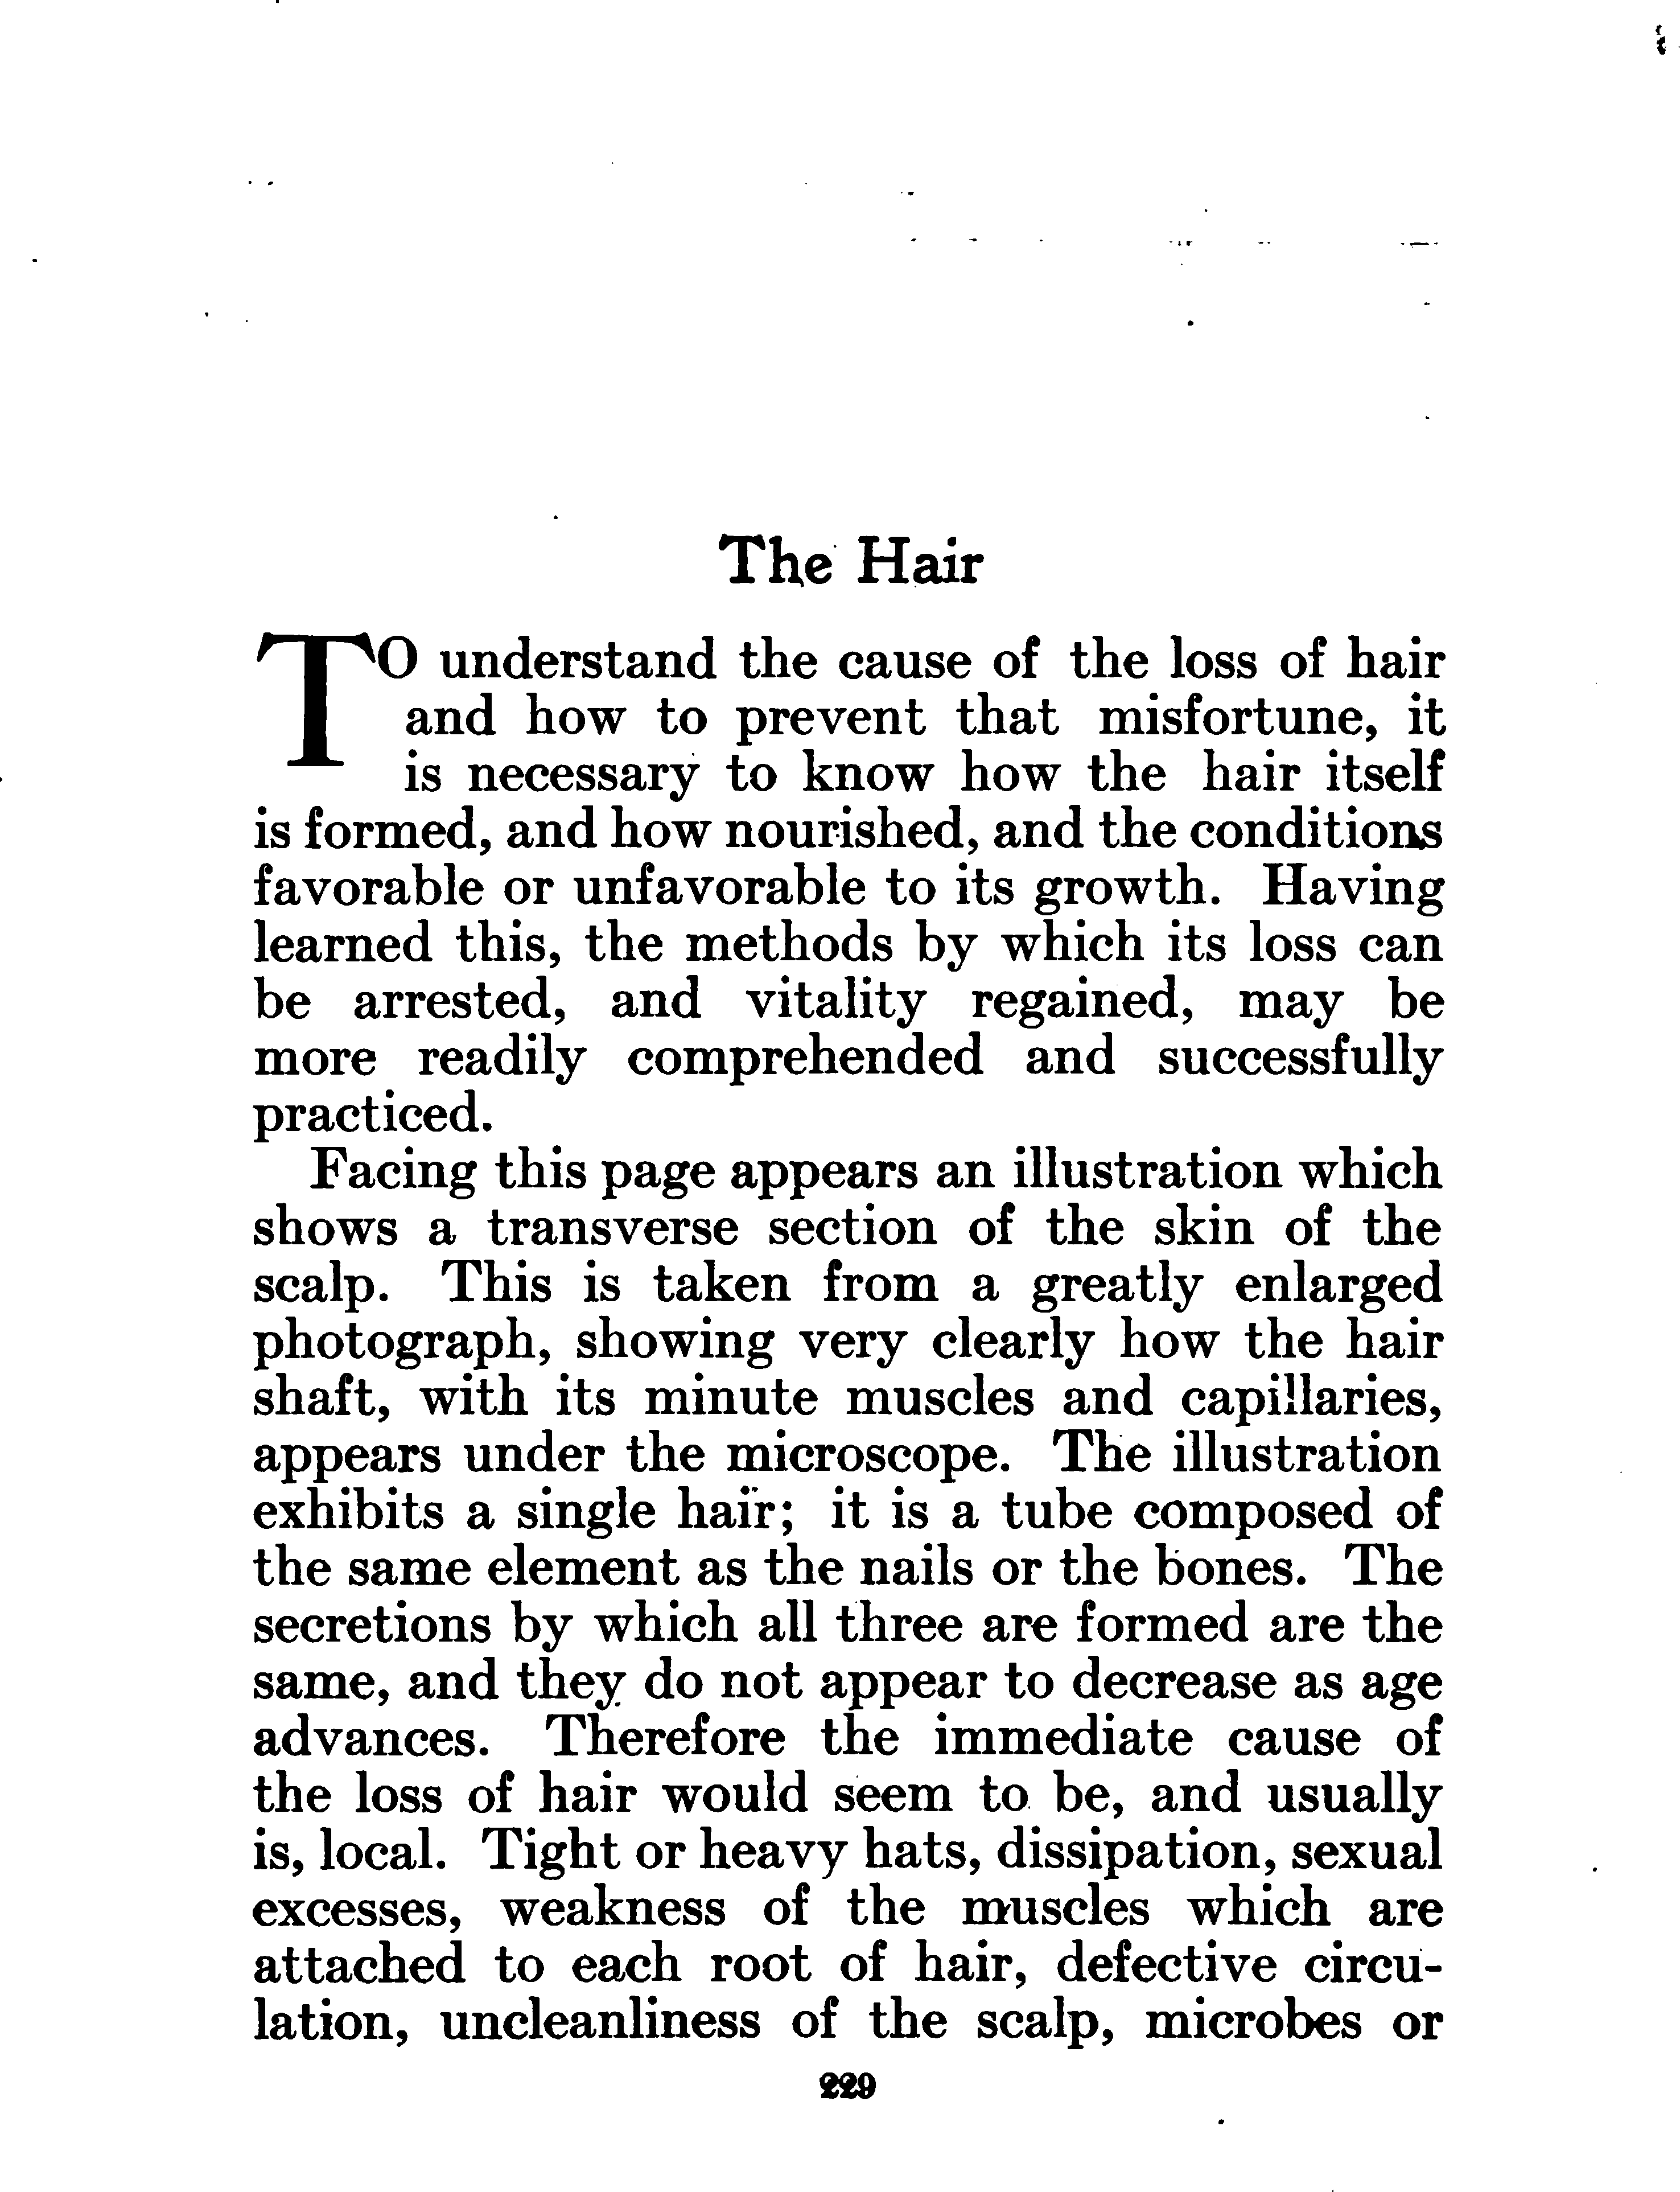 The Hair
TO understand the cause of the loss of hair
and how to prevent that misfortune, it
is necessary to know how the hair itself
is formed, and how nourished, and the conditions
favorable or unfavorable to its growth. Having
learned this, the methods by which its loss can
be arrested, and vitality regained, may be
more readily comprehended and successfully
practiced.
Facing this page appears an illustration which
shows a transverse section of the skin of the
scalp. This is taken from a greatly enlarged
photograph, showing very clearly how the hair
shaft, with its minute muscles and capillaries,
appears under the microscope. The illustration
exhibits a single hair; it is a tube composed of
the same element as the nails or the bones. The
secretions by which all three are formed are the
same, and they do not appear to decrease as age
advances. Therefore the immediate cause of
the loss of hair would seem to be, and usually
is, local. Tight or heavy hats, dissipation, sexual
excesses, weakness of the muscles which are
attached to each root of hair, defective circu-
lation, uncleanliness of the scalp, microbes or
229